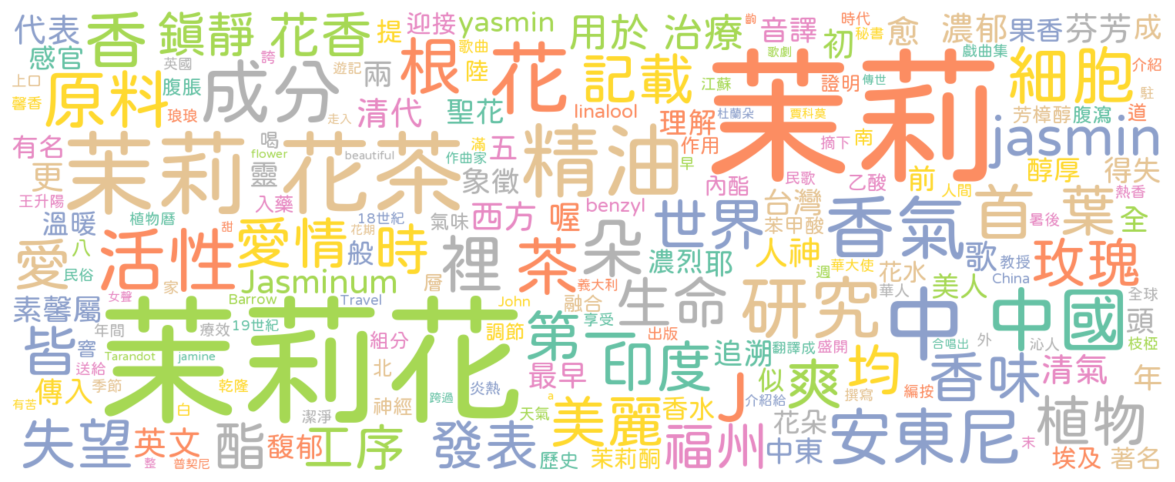 代表 香 鎮靜 花香 提 迎接 yasmin 用於 治療 音譯 初 愈 時代 秘書 濃郁 果香 芬芳 成
感官 英國 誇 歌曲 遊記 陸 歌劇 齡 戲曲集 介紹
上口 原料 腹脹 成分 兩 根 花 記載 江蘇 茉莉 證明 傳世 細胞 駐
馨香 琅琅 走入 清代 聖花 linalool 理解 杜蘭朵 賈科莫 芳樟醇 腹瀉 道
有名 喝 flower beautiful 滿 作曲家 五 作用 早 民歌 摘下 南 jasmin
更 茉莉花茶 靈 象徵 精油 內酯 乙酸 前 醇厚 得失
王升陽 植物曆 入藥 18世紀 氣味 西方 喔 benzyl 台灣 人間 熱香
溫暖 甜 花期 苯甲酸 世界 香氣 首 暑後 葉 全
愛 八 民俗 活性 愛情 般 時 裡 茶 朵 濃烈 耶 人神 歌 教授 玫瑰
家 Jasminum 層 義大利 週 華大使 花水 美人 China
素馨屬 女聲 Barrow Travel John 融合 生命 研究 華人 中 中國 全球
皆 年間 療效 19世紀 組分 調節 享受 第一 出版 追溯 翻譯成 盛開 合唱出 外 沁人 頭 枝椏
窨 Tarandot jamine 茉莉花 印度
傳入 送給 季節 乾隆 北 跨過 炎熱 最早 J 似 爽 均 編按 香味 清氣 年
有苦 白 神經 潔淨 天氣 a 美麗 介紹給 香水 撰寫 植物
失望 英文 酯 馥郁 工序 發表 福州 花朵 安東尼
整 普契尼 歷史 茉莉酮 中東 末 埃及 著名